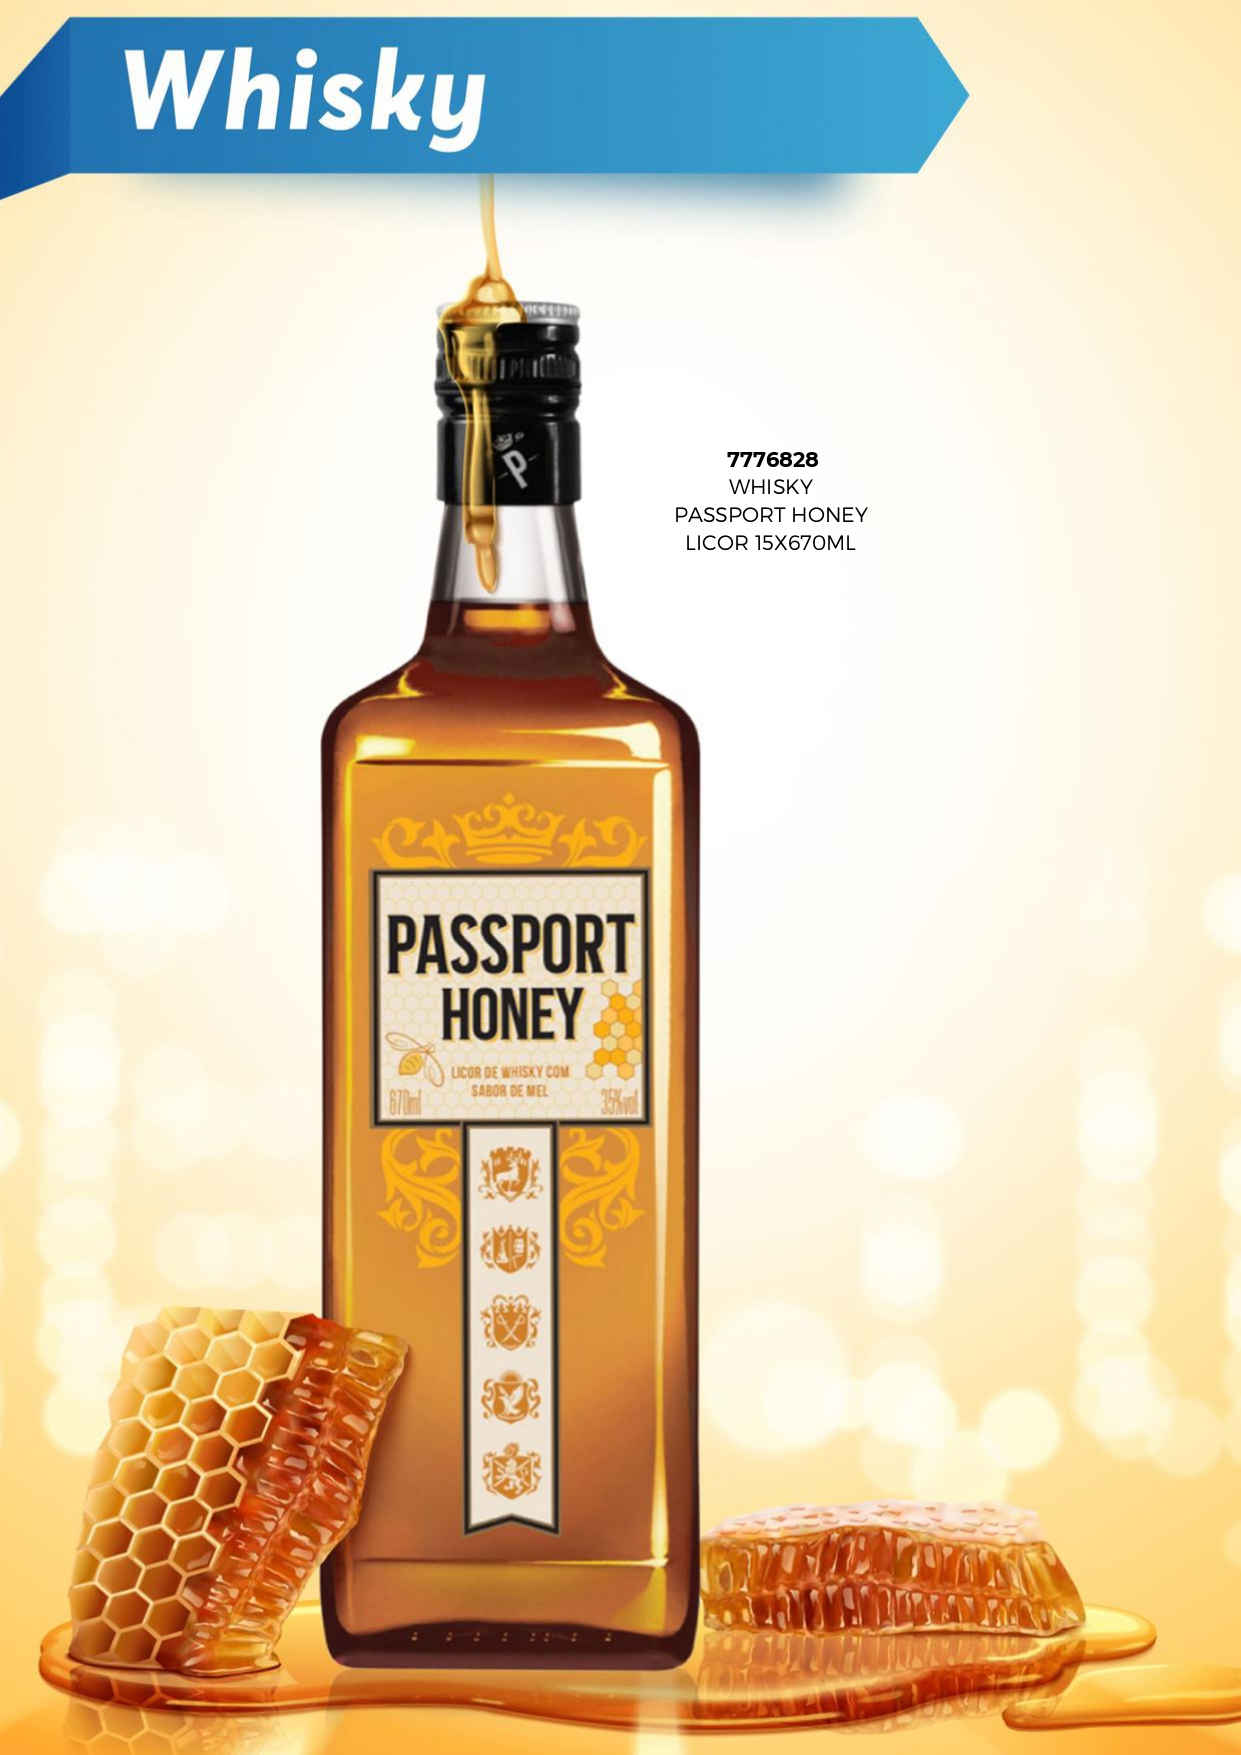 Whisky
P
7776828
WHISKY
PASSPORT HONEY
LICOR 15X670ML
PASSPORT
HONEY
LICOR DE WHISKY COM
SABOR DE MEL
670ml 35%vol